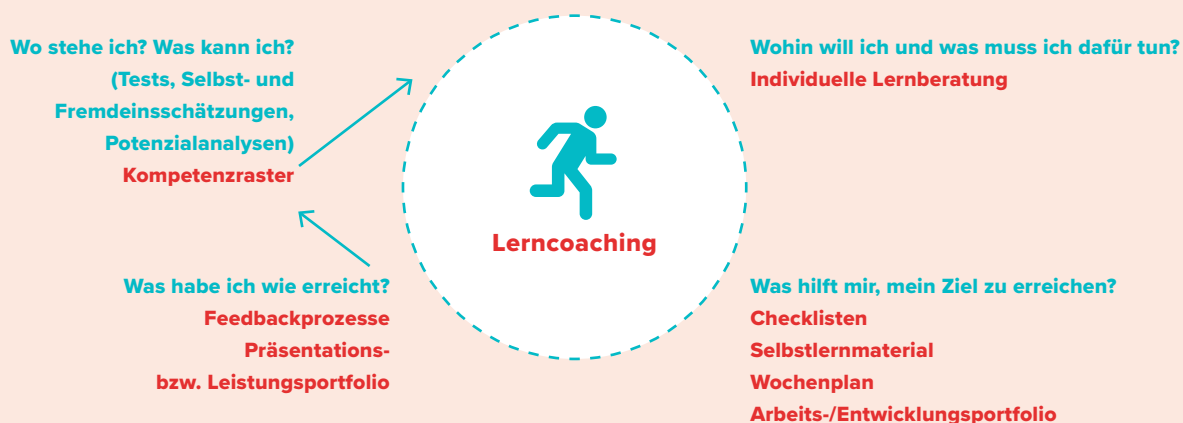 Wo stehe ich? Was kann ich?
(Tests, Selbst- und
Fremdeinsschätzungen,
Potenzialanalysen)
Kompetenzraster
Wohin will ich und was muss ich dafür tun?
Individuelle Lernberatung
Lerncoaching
Was habe ich wie erreicht?
Feedbackprozesse
Präsentations-
bzw. Leistungsportfolio
Was hilft mir, mein Ziel zu erreichen?
Checklisten
Selbstlernmaterial
Wochenplan
Arbeits-/Entwicklungsportfolio